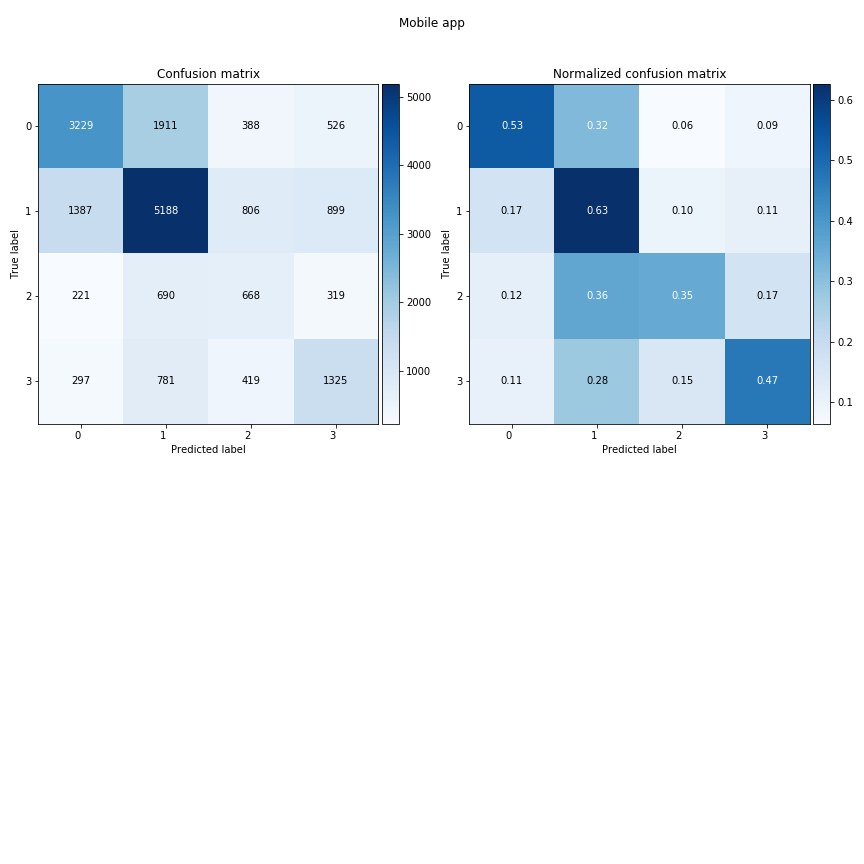 Mobile app
Confusion matrix
0 3229 1911 388 526
1 1387 5188 806 899
2 221 690 668 319
3 297 781 419 1325
0 1 2 3
Predicted label
True label
5000
4000
3000
2000
1000
Normalized confusion matrix
0 0.53 0.32 0.06 0.09
1 0.17 0.63 0.10 0.11
2 0.12 0.36 0.35 0.17
3 0.11 0.28 0.15 0.47
0 1 2 3
Predicted label
True label
0.6
0.5
0.4
0.3
0.2
0.1